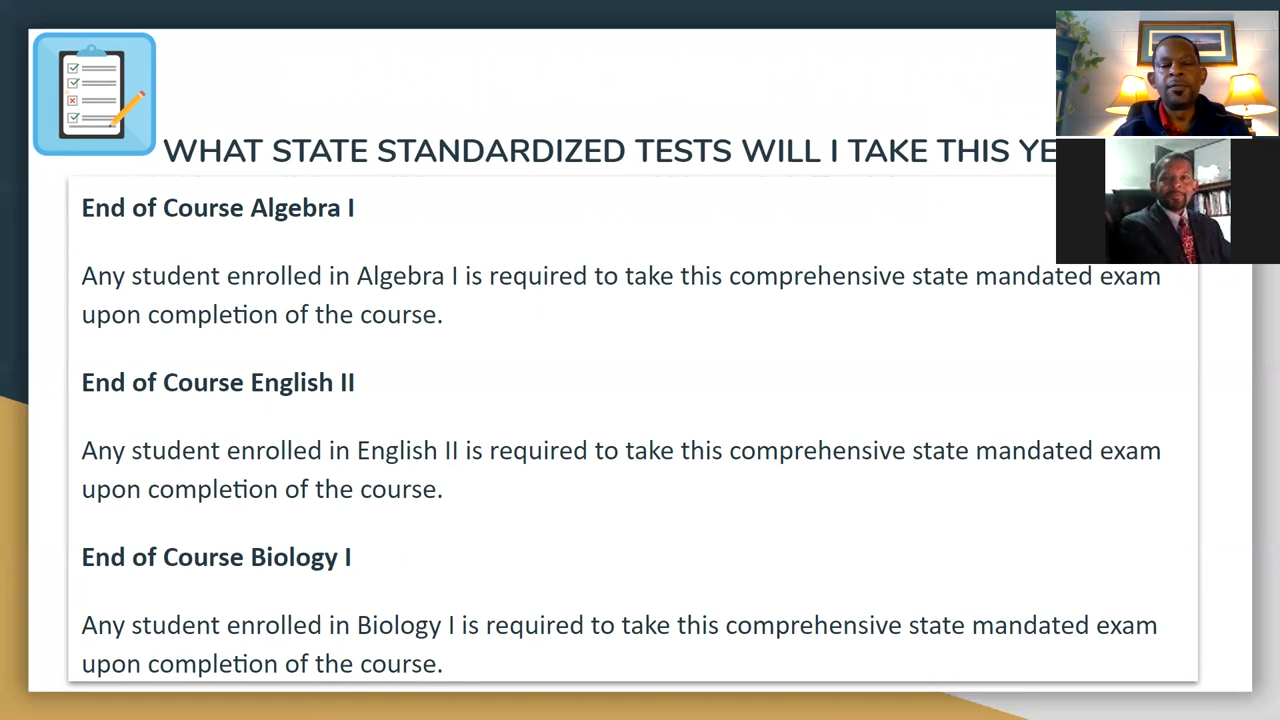 WHAT STATE STANDARDIZED TESTS WILL I TAKE THIS
End of Course Algebra I
Any student enrolled in Algebra I is required to take this comprehensive state mandated exam
upon completion of the course.
End of Course English II
Any student enrolled in English II is required to take this comprehensive state mandated exam
upon completion of the course.
End of Course Biology I
Any student enrolled in Biology I is required to take this comprehensive state mandated exam
upon completion of the course.